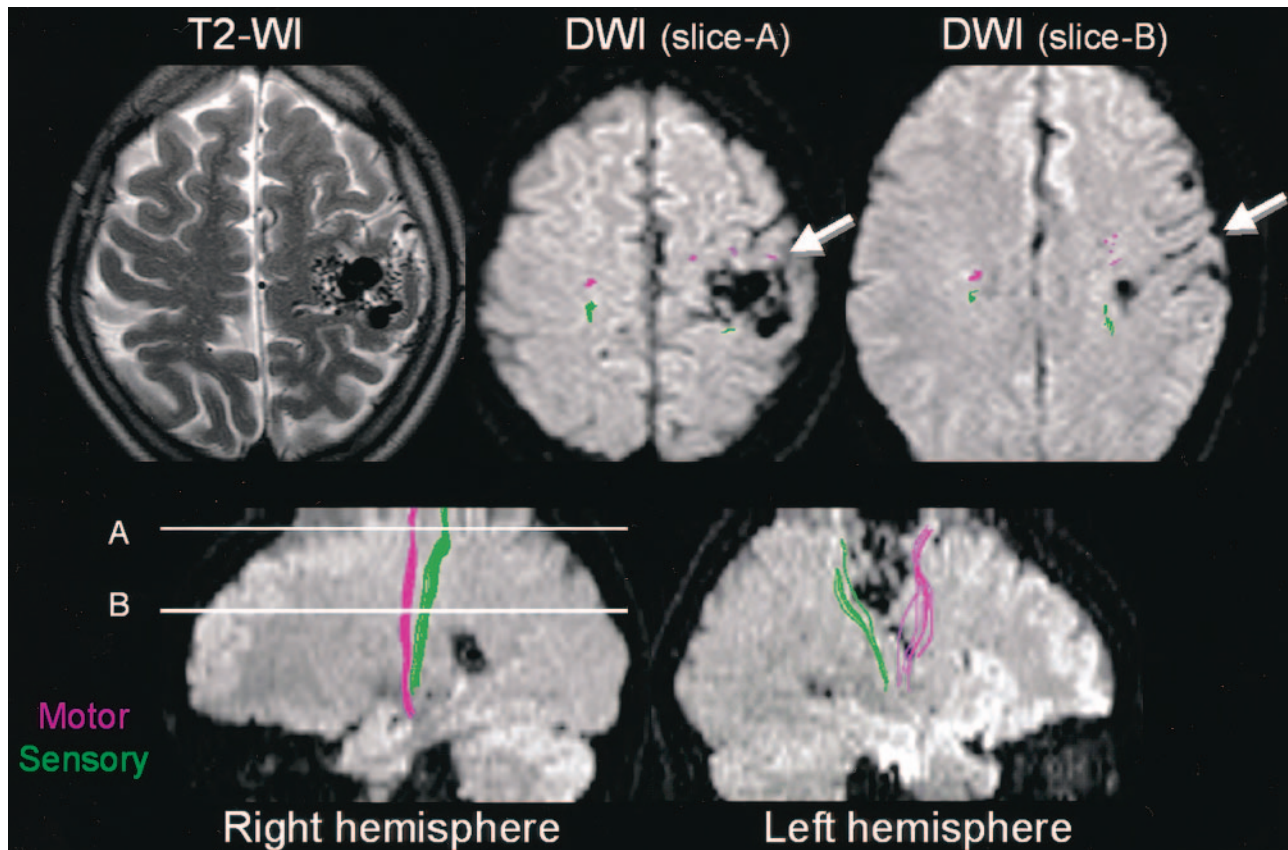 T2-WI
DWI (slice-A)
DWI (slice-B)
A
B
Motor
Sensory
Right hemisphere
Left hemisphere